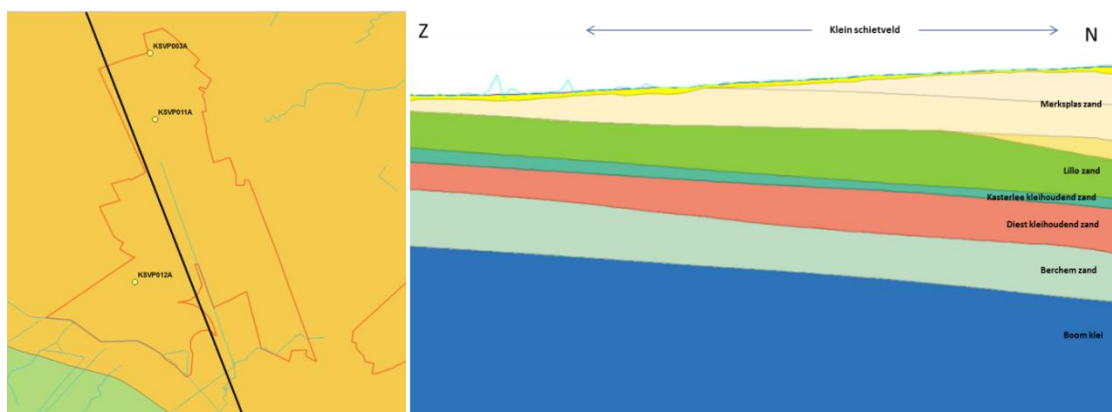 KSVP003A
KSVP011A
KSVP012A
Z
Klein schietveld
N
Merksplas zand
Lillo zand
Kasterlee kleihoudend zand
Diest kleihoudend zand
Berchem zand
Boom klei